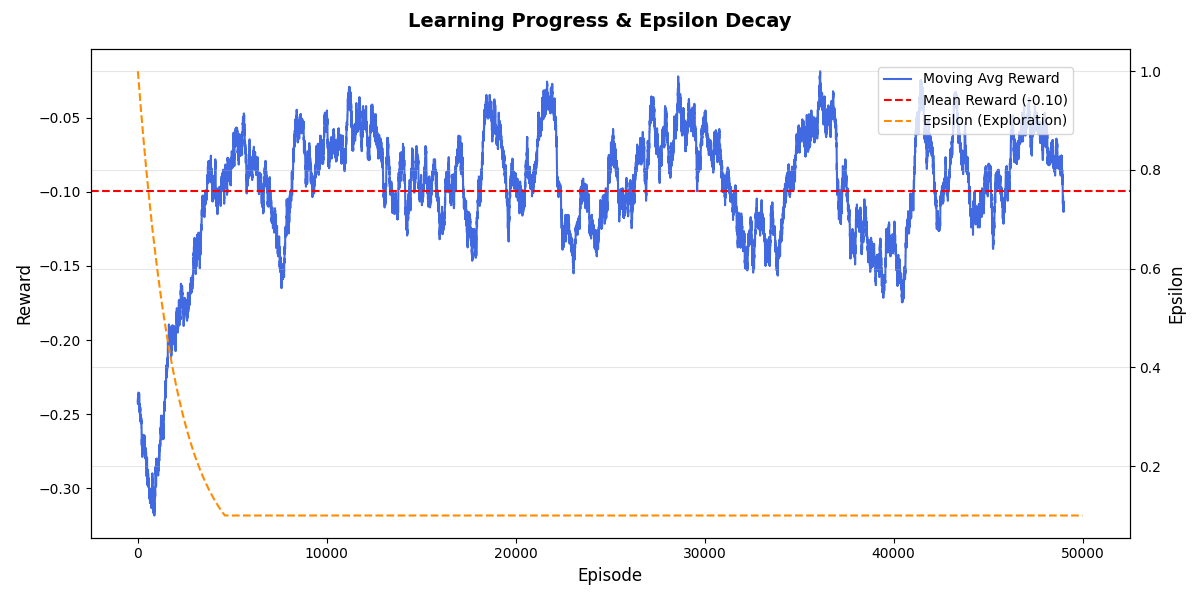 Learning Progress & Epsilon Decay
Moving Avg Reward
Mean Reward (-0.10)
Epsilon (Exploration)
Reward
−0.05
−0.10
−0.15
−0.20
−0.25
−0.30
1.0
0.8
0.6
0.4
0.2
Epsilon
0 10000 20000 30000 40000 50000
Episode